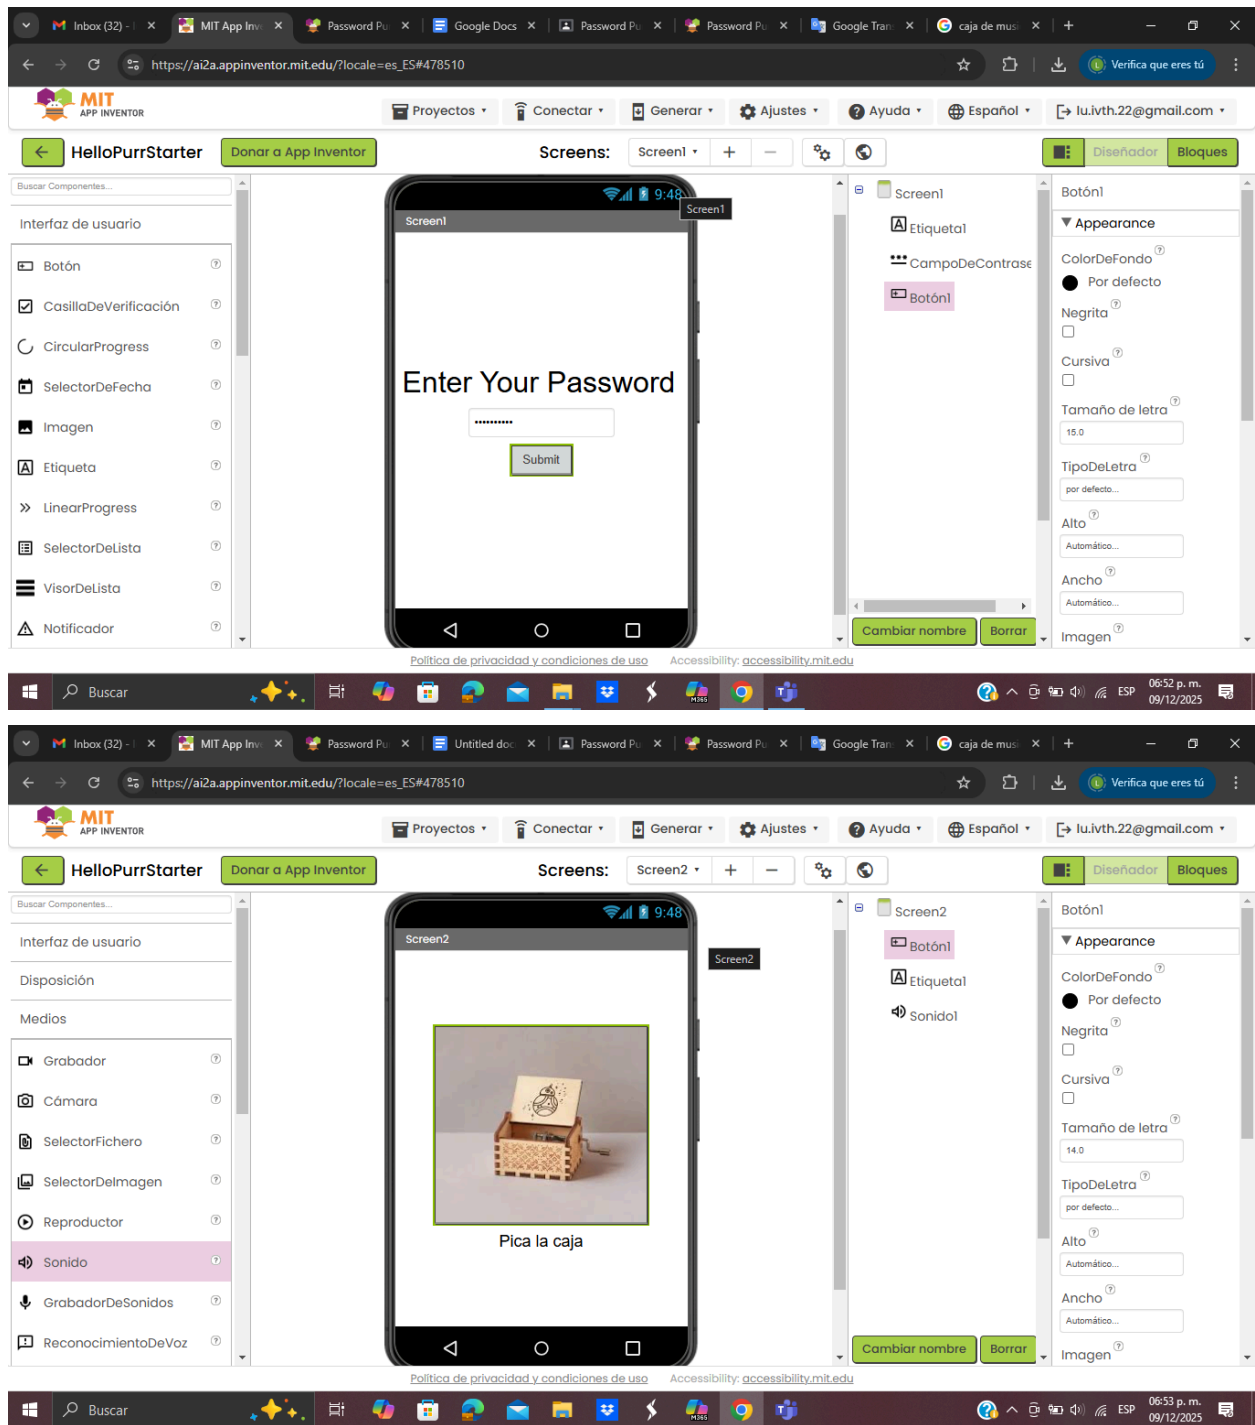 Inbox (32) -
MIT App Inv
Password Pu
Google Docs
Password Pu
Password Pu
Google Tran
caja de musi
https://ai2a.appinventor.mit.edu/?locale=es_ES#478510
Verifica que eres tú
MIT
APP INVENTOR
Proyectos
Conectar
Generar
Ajustes
Ayuda
Español
lu.ivth.22@gmail.com
HelloPurrStarter
Donar a App Inventor
Screens:
Screen1
Diseñador
Bloques
Buscar Componentes...
Interfaz de usuario
Botón
CasillaDeVerificación
CircularProgress
SelectorDeFecha
Imagen
Etiqueta
LinearProgress
SelectorDeLista
VisorDeLista
Notificador
9:48
Screen1
Screen1
Enter Your Password
Submit
Screen1
Etiqueta1
CampoDeContrase
Botón1
Cambiar nombre
Borrar
Botón1
Appearance
ColorDeFondo
Por defecto
Negrita
Cursiva
Tamaño de letra
15.0
TipoDeLetra
por defecto...
Alto
Automático...
Ancho
Automático...
Imagen
Política de privacidad y condiciones de uso
Accessibility: accessibility.mit.edu
Buscar
M365
ESP
06:52 p. m.
09/12/2025
Inbox (32) -
MIT App Inv
Password Pu
Untitled doc
Password Pu
Password Pu
Google Tran
caja de musi
https://ai2a.appinventor.mit.edu/?locale=es_ES#478510
Verifica que eres tú
MIT
APP INVENTOR
Proyectos
Conectar
Generar
Ajustes
Ayuda
Español
lu.ivth.22@gmail.com
HelloPurrStarter
Donar a App Inventor
Screens:
Screen2
Diseñador
Bloques
Buscar Componentes...
Interfaz de usuario
Disposición
Medios
Grabador
Cámara
SelectorFichero
SelectorDeImagen
Reproductor
Sonido
GrabadorDeSonidos
ReconocimientoDeVoz
9:48
Screen2
Screen2
Pica la caja
Screen2
Botón1
Etiqueta1
Sonido1
Cambiar nombre
Borrar
Botón1
Appearance
ColorDeFondo
Por defecto
Negrita
Cursiva
Tamaño de letra
14.0
TipoDeLetra
por defecto...
Alto
Automático...
Ancho
Automático...
Imagen
Política de privacidad y condiciones de uso
Accessibility: accessibility.mit.edu
Buscar
M365
ESP
06:53 p. m.
09/12/2025